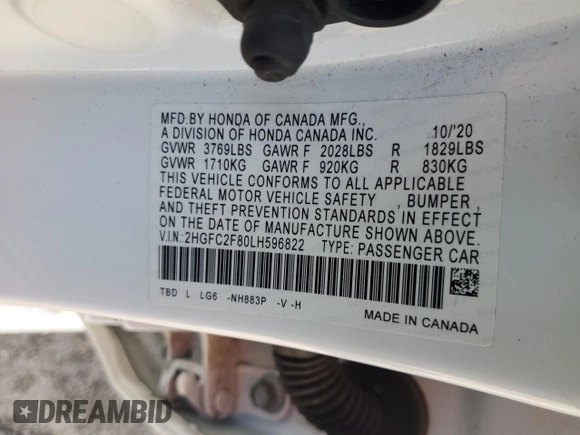 MFD.BY HONDA OF CANADA MFG.,
A DIVISION OF HONDA CANADA INC. 10/'20
GVWR 3769LBS GAWR F 2028LBS R 1829LBS
GVWR 1710KG GAWR F 920KG R 830KG
THIS VEHICLE CONFORMS TO ALL APPLICABLE
FEDERAL MOTOR VEHICLE SAFETY , BUMPER ,
AND THEFT PREVENTION STANDARDS IN EFFECT
ON THE DATE OF MANUFACTURE SHOWN ABOVE.
V.I.N.:2HGFC2F80LH596822 TYPE: PASSENGER CAR
TBD L LG6 -NH883P -V -H
MADE IN CANADA
DREAMBID